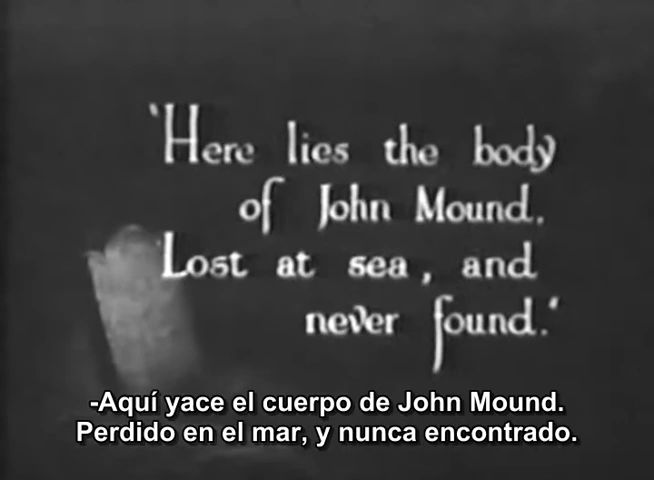 'Here lies the body
of John Mound.
Lost at sea, and
never found.'
-Aquí yace el cuerpo de John Mound.
Perdido en el mar, y nunca encontrado.